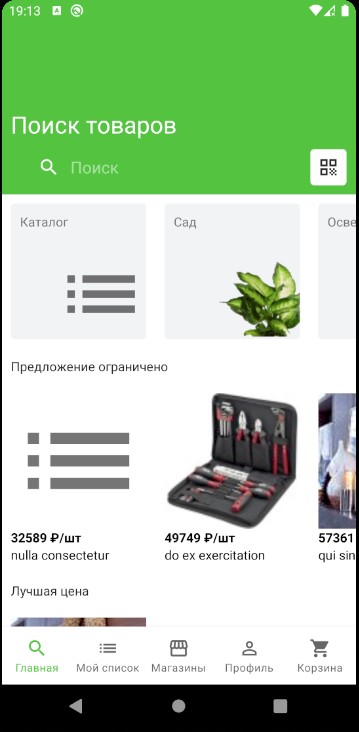 19:13
Поиск товаров
Поиск
Каталог
Сад
Осве
Предложение ограничено
32589 ₽/шт
nulla consectetur
49749 ₽/шт
do ex exercitation
57361
qui sin
Лучшая цена
Главная
Мой список
Магазины
Профиль
Корзина